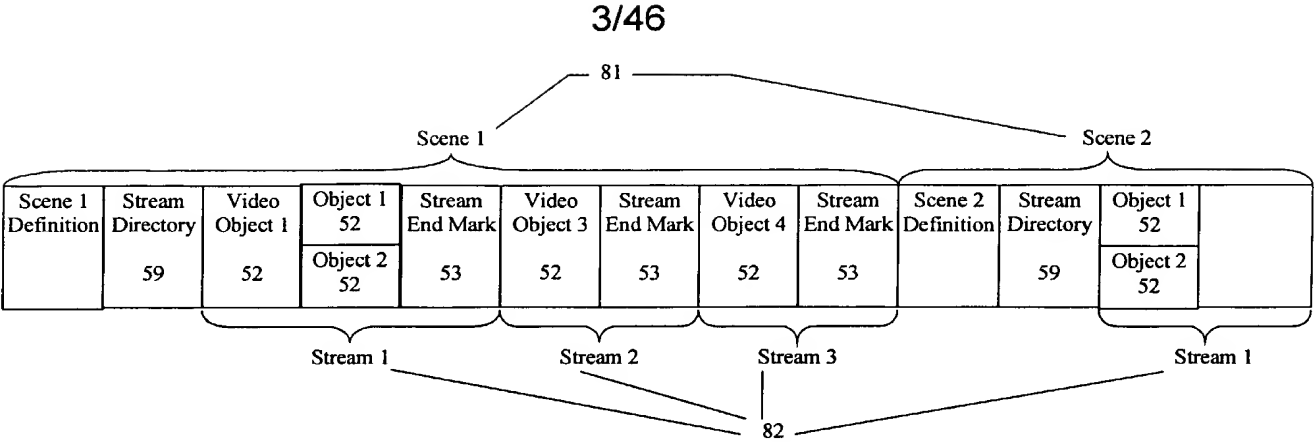 3/46
81
Scene 1
Scene 2
Scene 1
Definition
Stream
Directory
59
Video
Object 1
52
Object 1
52
Object 2
52
Stream
End Mark
53
Video
Object 3
52
Stream
End Mark
53
Video
Object 4
52
Stream
End Mark
53
Scene 2
Definition
Stream
Directory
59
Object 1
52
Object 2
52
Stream 1
Stream 2
Stream 3
Stream 1
82